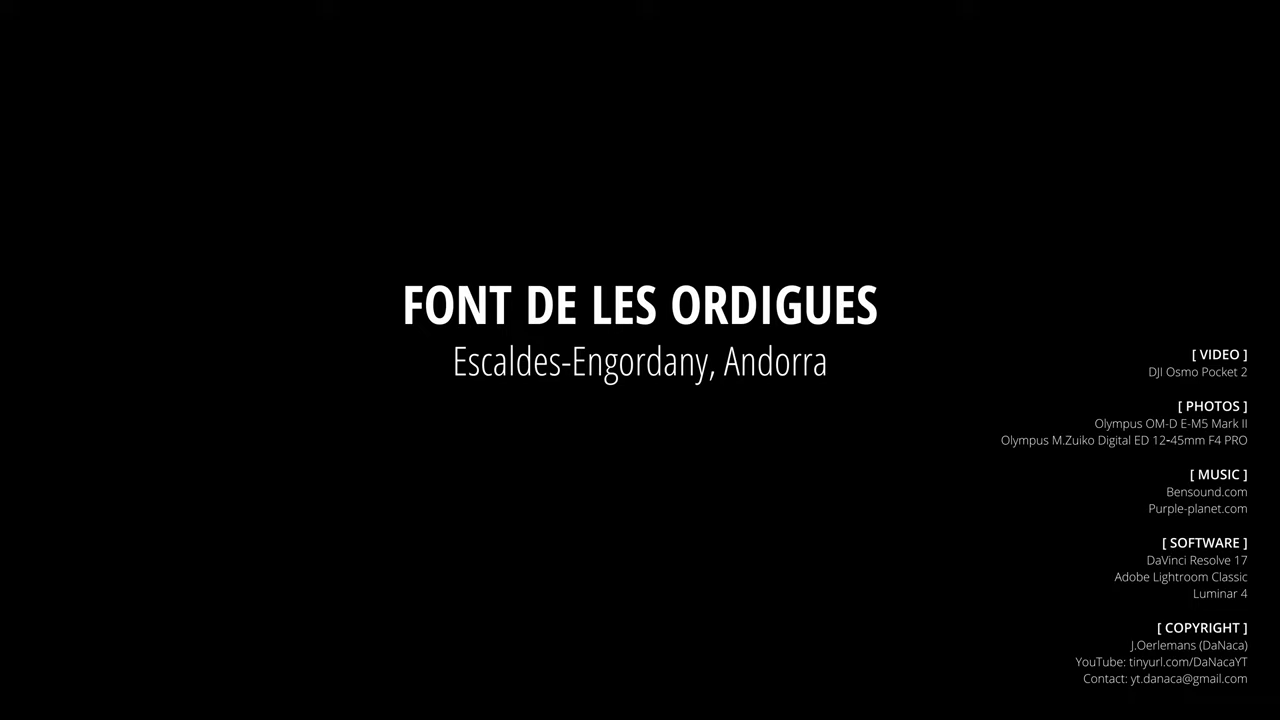 FONT DE LES ORDIGUES
Escaldes-Engordany, Andorra
[ VIDEO ]
DJI Osmo Pocket 2
[ PHOTOS ]
Olympus OM-D E-M5 Mark II
Olympus M.Zuiko Digital ED 12-45mm F4 PRO
[ MUSIC ]
Bensound.com
Purple-planet.com
[ SOFTWARE ]
DaVinci Resolve 17
Adobe Lightroom Classic
Luminar 4
[ COPYRIGHT ]
J.Oerlemans (DaNaca)
YouTube: tinyurl.com/DaNacaYT
Contact: yt.danaca@gmail.com